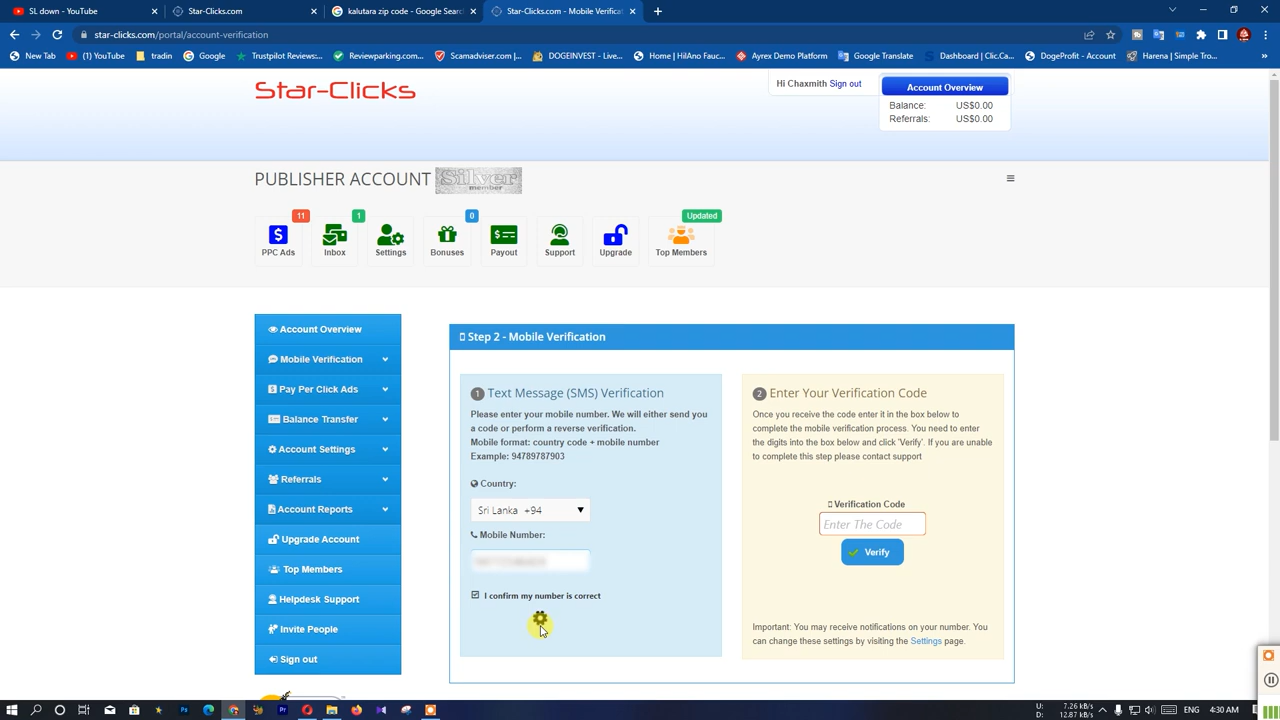 SL down - YouTube
Star-Clicks.com
kalutara zip code - Google Searc
Star-Clicks.com - Mobile Verificat
star-clicks.com/portal/account-verification
New Tab
(1) YouTube
tradin
Google
Trustpilot Reviews:...
Reviewparking.com...
Scamadviser.com |...
DOGEINVEST – Live...
Home | HilAno Fauc...
Ayrex Demo Platform
Google Translate
Dashboard | Clic.Ca...
DogeProfit - Account
Harena | Simple Tro...
Star-Clicks
Hi Chaxmith Sign out
Account Overview
Balance: US$0.00
Referrals: US$0.00
PUBLISHER ACCOUNT Silver member
11
1
0
Updated
PPC Ads
Inbox
Settings
Bonuses
Payout
Support
Upgrade
Top Members
Account Overview
Mobile Verification
Pay Per Click Ads
Balance Transfer
Account Settings
Referrals
Account Reports
Upgrade Account
Top Members
Helpdesk Support
Invite People
Sign out
Step 2 - Mobile Verification
1 Text Message (SMS) Verification
Please enter your mobile number. We will either send you
a code or perform a reverse verification.
Mobile format: country code + mobile number
Example: 94789787903
Country:
Sri Lanka +94
Mobile Number:
I confirm my number is correct
2 Enter Your Verification Code
Once you receive the code enter it in the box below to
complete the mobile verification process. You need to enter
the digits into the box below and click 'Verify'. If you are unable
to complete this step please contact support
Verification Code
Enter The Code
Verify
Important: You may receive notifications on your number. You
can change these settings by visiting the Settings page.
U: 7.26 kB/s
D: 12.87 kB/s
ENG
4:30 AM